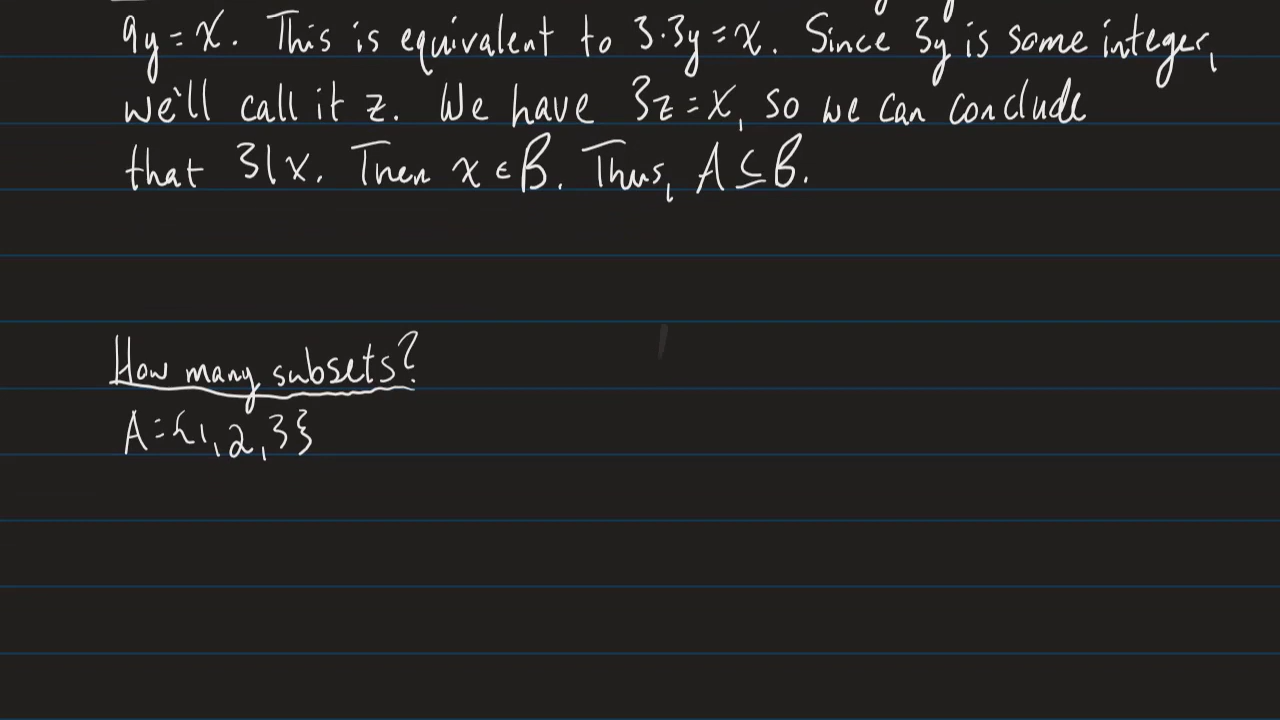 9y = x. This is equivalent to 3·3y = x. Since 3y is some integer,
we'll call it z. We have 3z = x, so we can conclude
that 3|x. Then x ∈ B. Thus, A ⊆ B.
How many subsets?
A = {1, 2, 3}